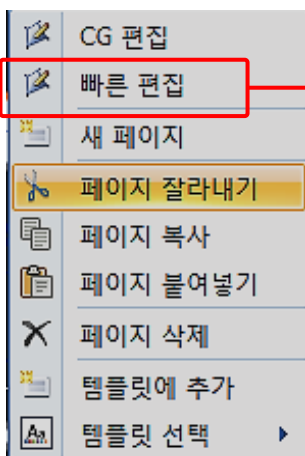 CG 편집
빠른 편집
새 페이지
페이지 잘라내기
페이지 복사
페이지 붙여넣기
페이지 삭제
템플릿에 추가
Aa 템플릿 선택